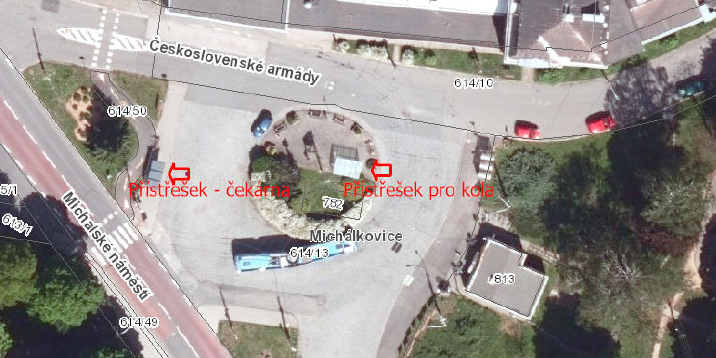 Československé armády
614/10
614/50
5/1
Přístřešek - čekárna
Přístřešek pro kola
782
613/1
Michálkovice
Michálské náměstí
614/13
813
614/49